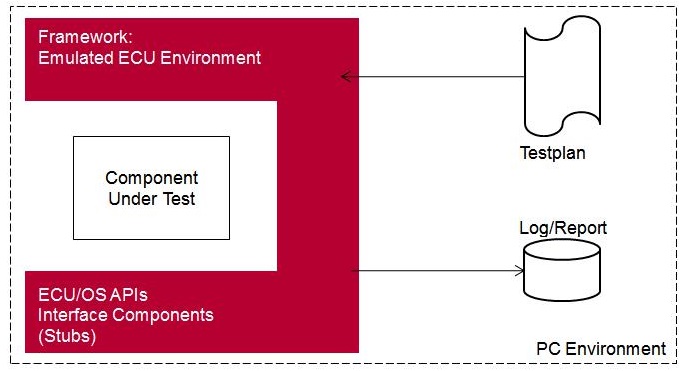 Framework:
Emulated ECU Environment
Testplan
Component
Under Test
Log/Report
ECU/OS APIs
Interface Components
(Stubs)
PC Environment